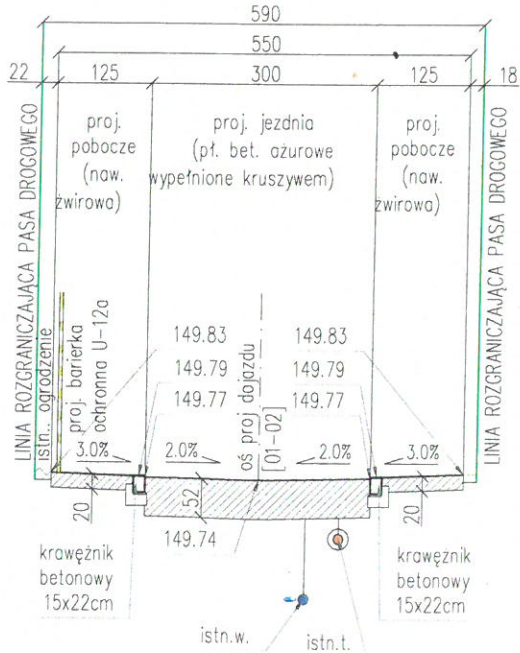 590
550
22 125 300 125 18
LINIA ROZGRANICZAJĄCA PASA DROGOWEGO
proj.
pobocze
(naw.
żwirowa)
proj. jezdnia
(pł. bet. ażurowe
wypełnione kruszywem)
proj.
pobocze
(naw.
żwirowa)
LINIA ROZGRANICZAJĄCA PASA DROGOWEGO
istn.. ogrodzenie
proj. barierka
ochronna U-12a
149.83
149.79
149.77
oś proj dojazdu
[01-02]
149.83
149.79
149.77
3.0% 2.0% 2.0% 3.0%
20 52 20
149.74
krawężnik
betonowy
15x22cm
krawężnik
betonowy
15x22cm
istn.w. istn.t.